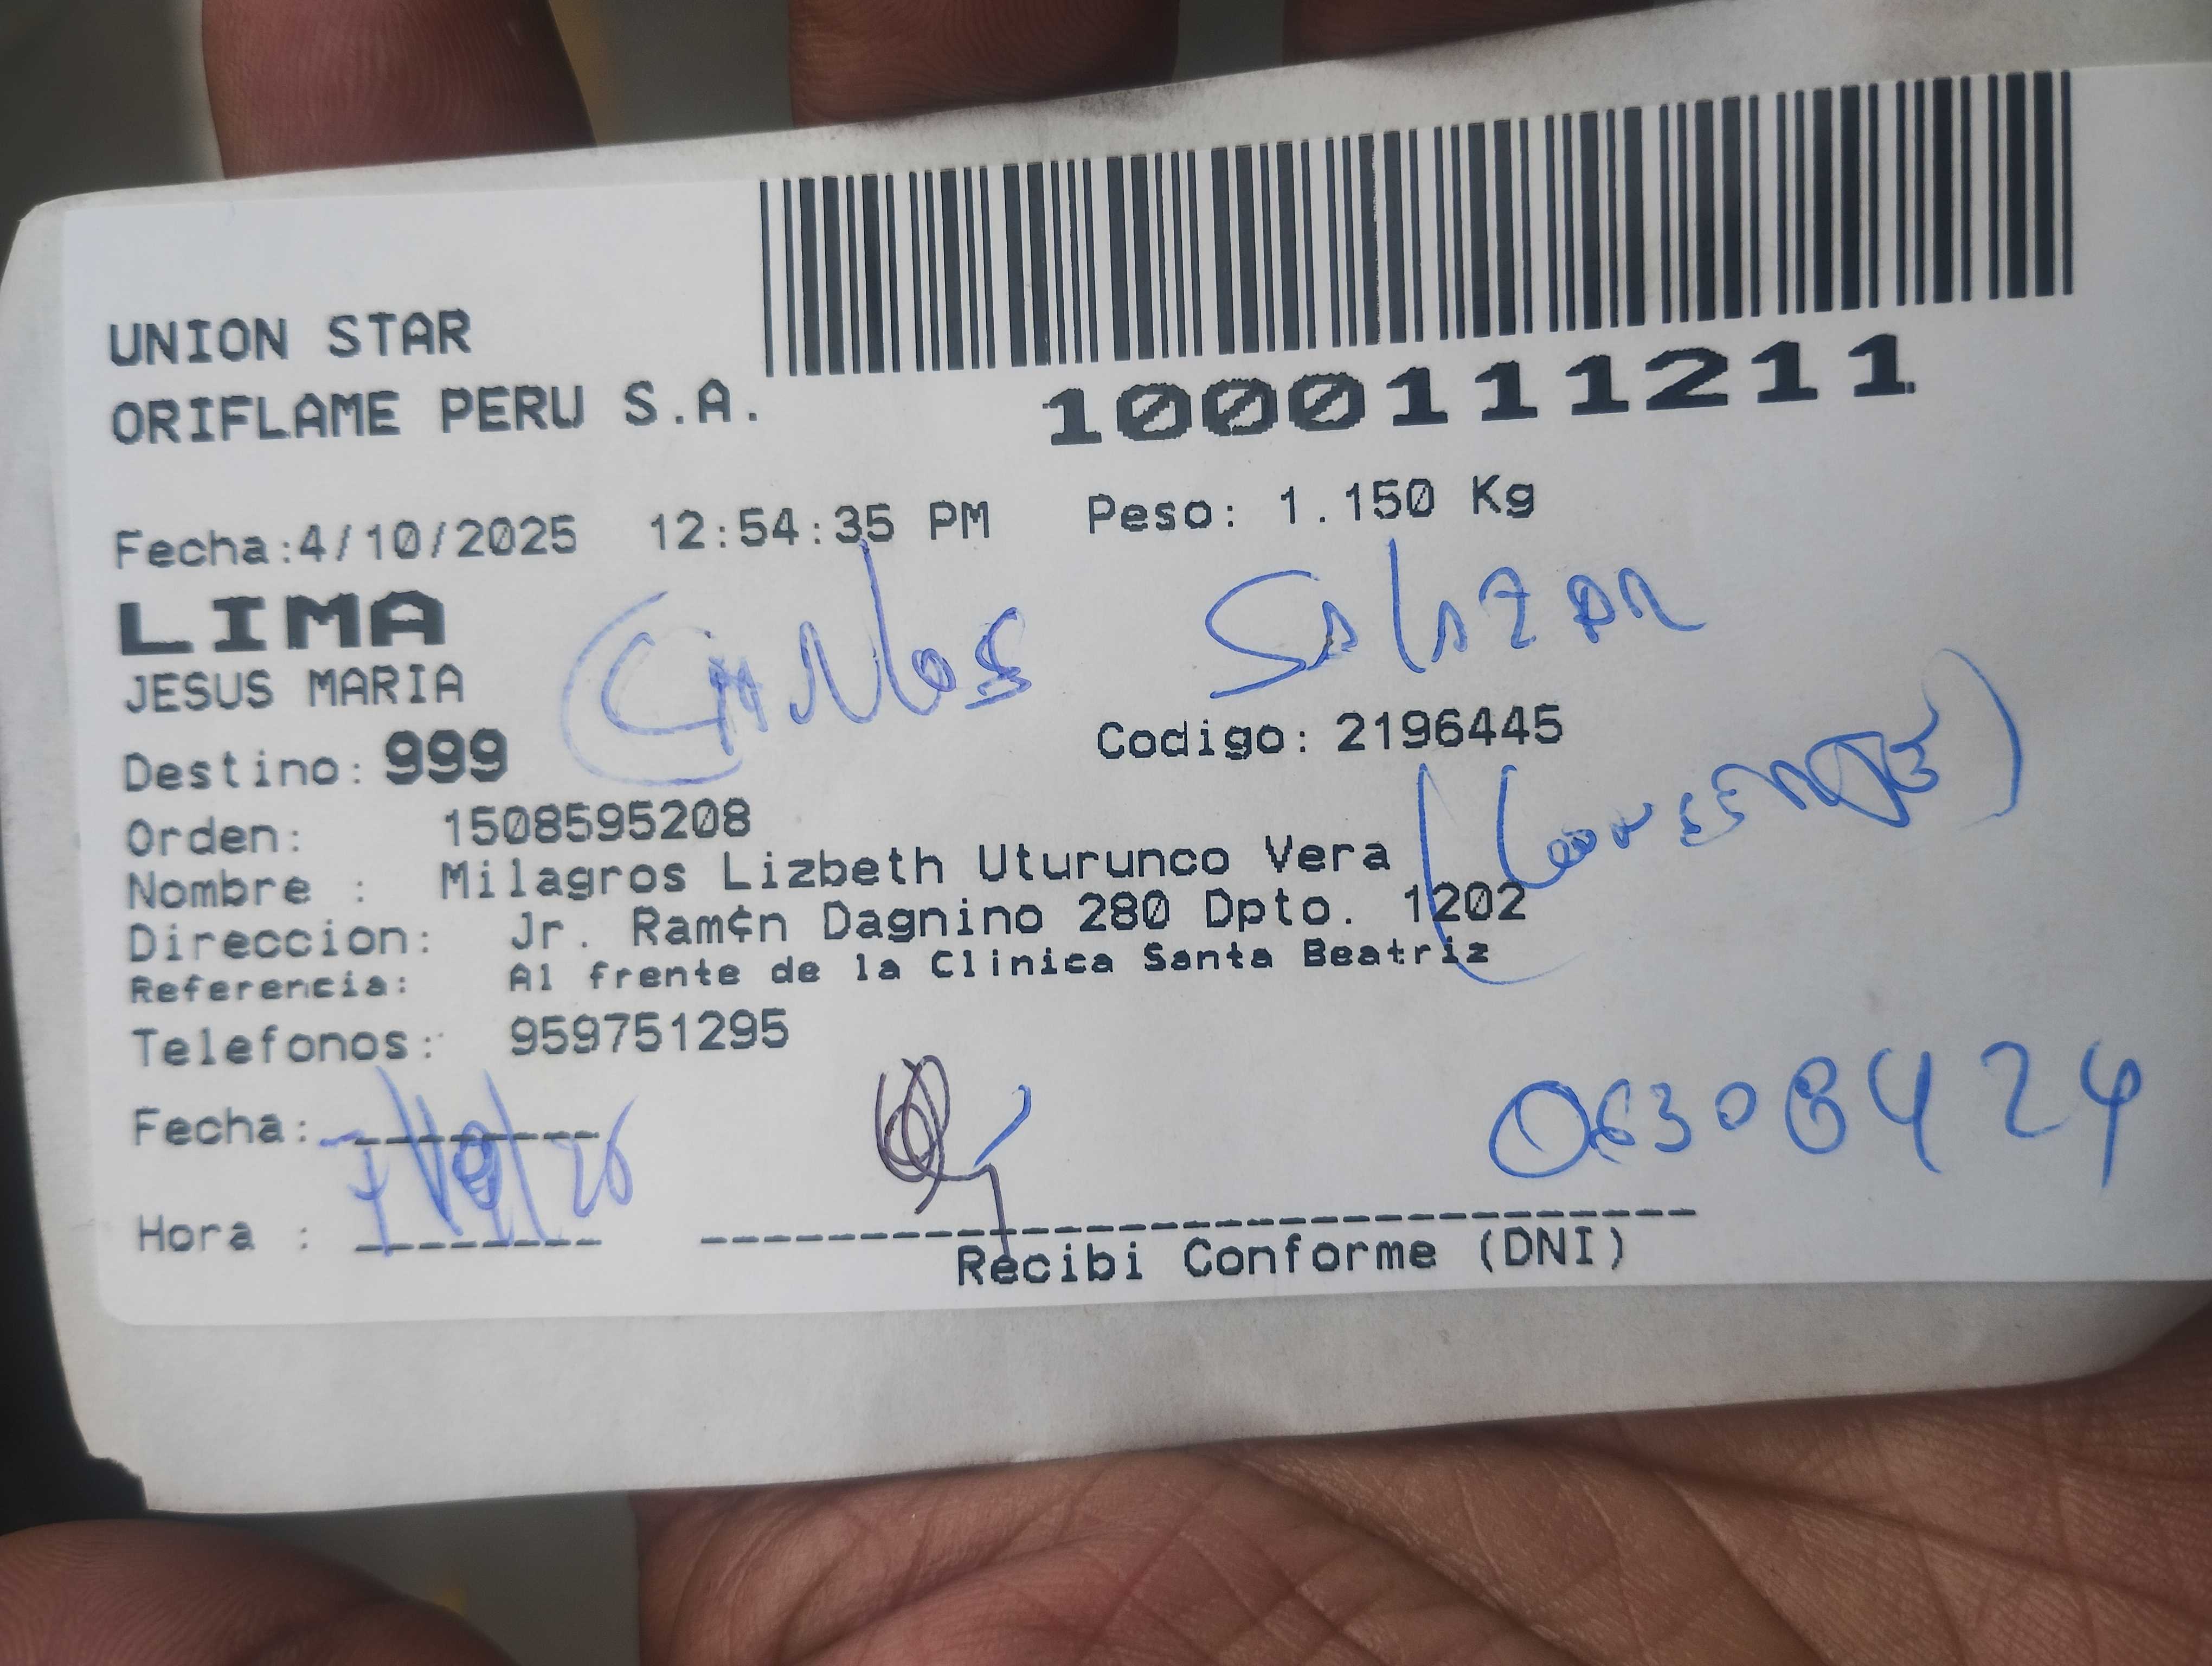 UNION STAR
ORIFLAME PERU S.A.
1000111211
Fecha:4/10/2025 12:54:35 PM Peso: 1.150 Kg
LIMA
JESUS MARIA
CARLOS SALAZAR
Destino: 999 Codigo: 2196445
Orden: 1508595208
Nombre : Milagros Lizbeth Uturunco Vera
Direccion: Jr. Ram¢n Dagnino 280 Dpto. 1202
Referencia: Al frente de la Clinica Santa Beatriz
Telefonos: 959751295
Fecha:
Hora :
Recibi Conforme (DNI)